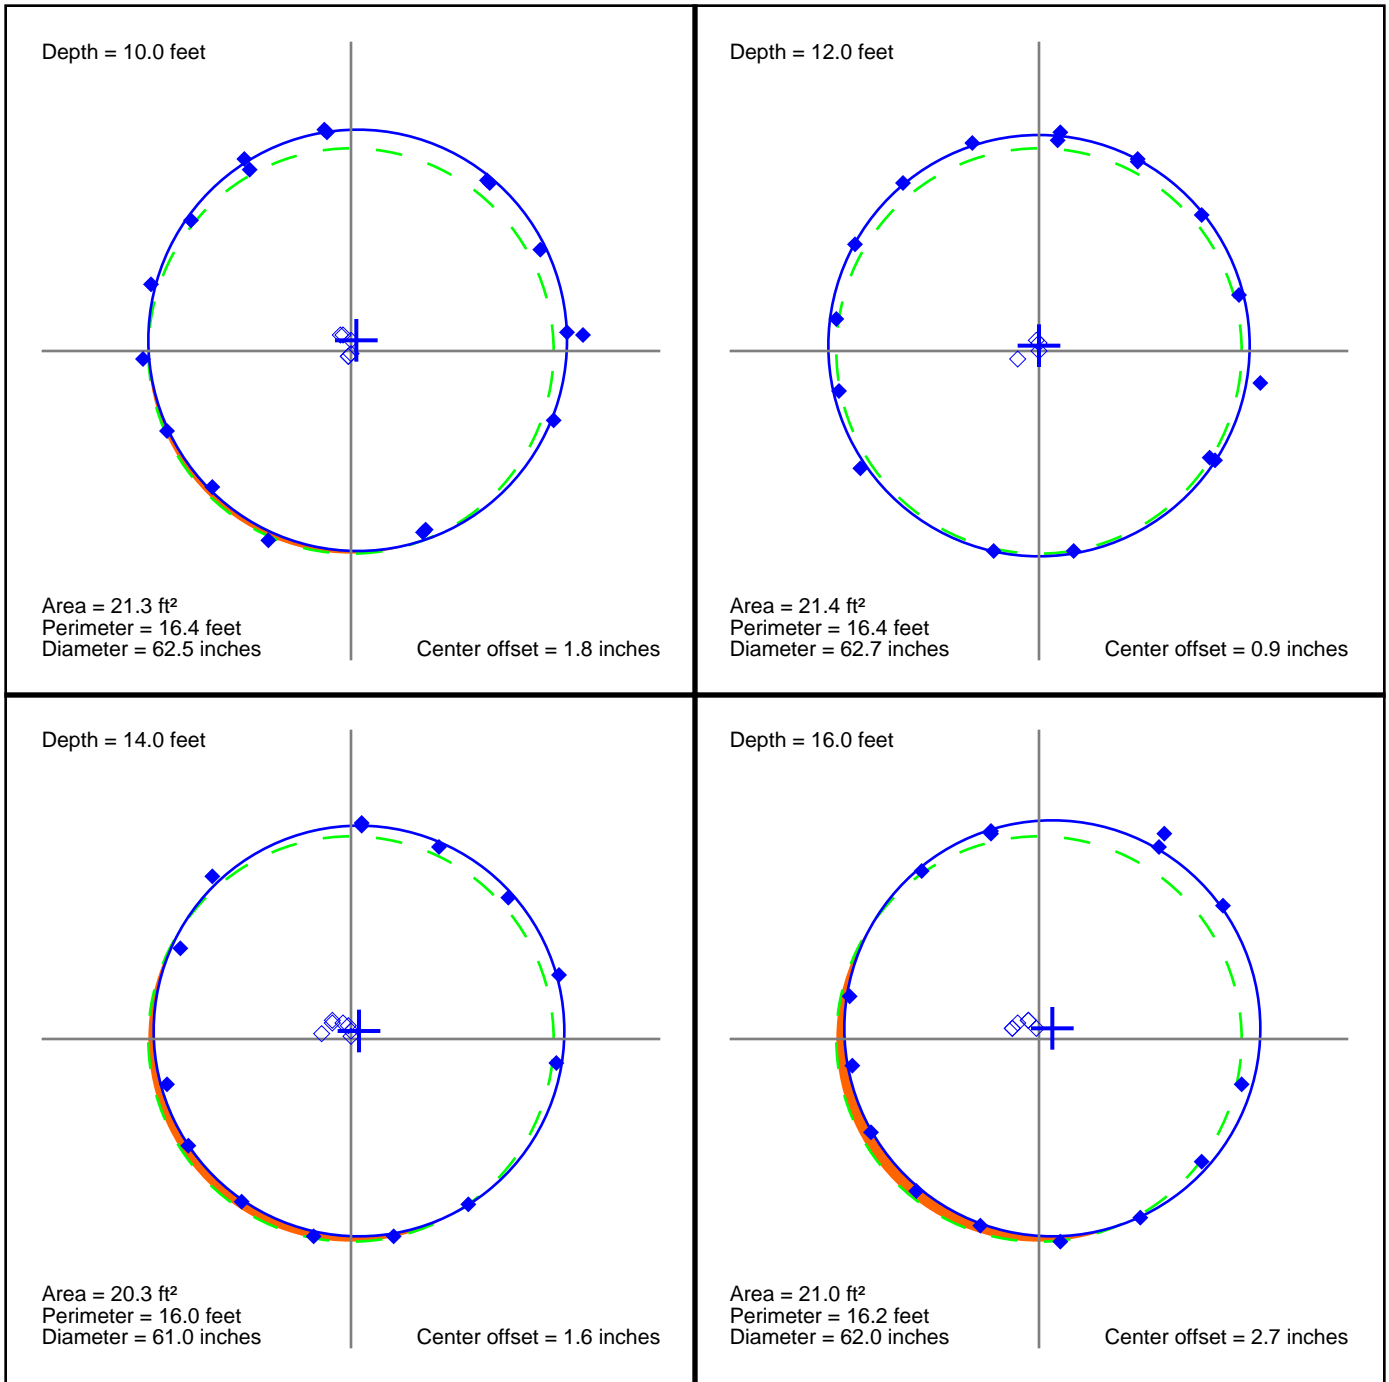 Depth = 10.0 feet
Area = 21.3 ft²
Perimeter = 16.4 feet
Diameter = 62.5 inches
Center offset = 1.8 inches
Depth = 12.0 feet
Area = 21.4 ft²
Perimeter = 16.4 feet
Diameter = 62.7 inches
Center offset = 0.9 inches
Depth = 14.0 feet
Area = 20.3 ft²
Perimeter = 16.0 feet
Diameter = 61.0 inches
Center offset = 1.6 inches
Depth = 16.0 feet
Area = 21.0 ft²
Perimeter = 16.2 feet
Diameter = 62.0 inches
Center offset = 2.7 inches